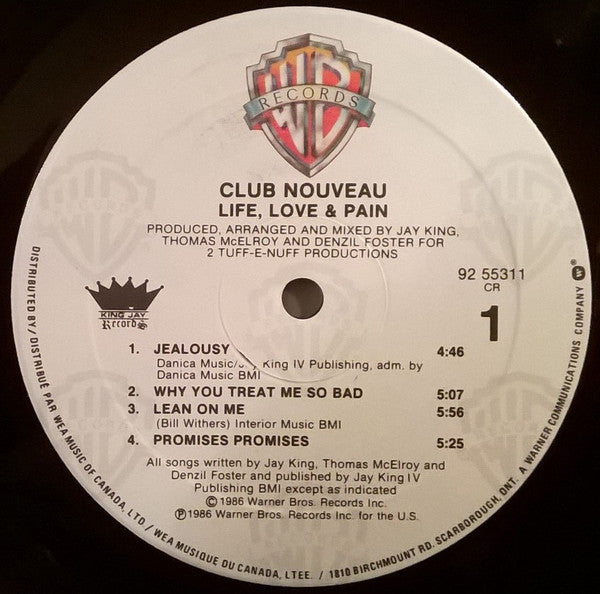 WB
RECORDS
CLUB NOUVEAU
LIFE, LOVE & PAIN
PRODUCED, ARRANGED AND MIXED BY JAY KING,
THOMAS McELROY AND DENZIL FOSTER FOR
2 TUFF-E-NUFF PRODUCTIONS
KING JAY
Records
92 55311
CR
1
1. JEALOUSY 4:46
Danica Music/ King IV Publishing, adm. by
Danica Music BMI
2. WHY YOU TREAT ME SO BAD 5:07
3. LEAN ON ME 5:56
(Bill Withers) Interior Music BMI
4. PROMISES PROMISES 5:25
All songs written by Jay King, Thomas McElroy and
Denzil Foster and published by Jay King IV
Publishing BMI except as indicated
©1986 Warner Bros. Records Inc.
℗1986 Warner Bros. Records Inc. for the U.S.
DISTRIBUTED BY/DISTRIBUÉ PAR WEA MUSIC OF CANADA, LTD/WEA MUSIQUE DU CANADA, LTEE. / 1810 BIRCHMOUNT RD. SCARBOROUGH, ONT. A WARNER COMMUNICATIONS COMPANY